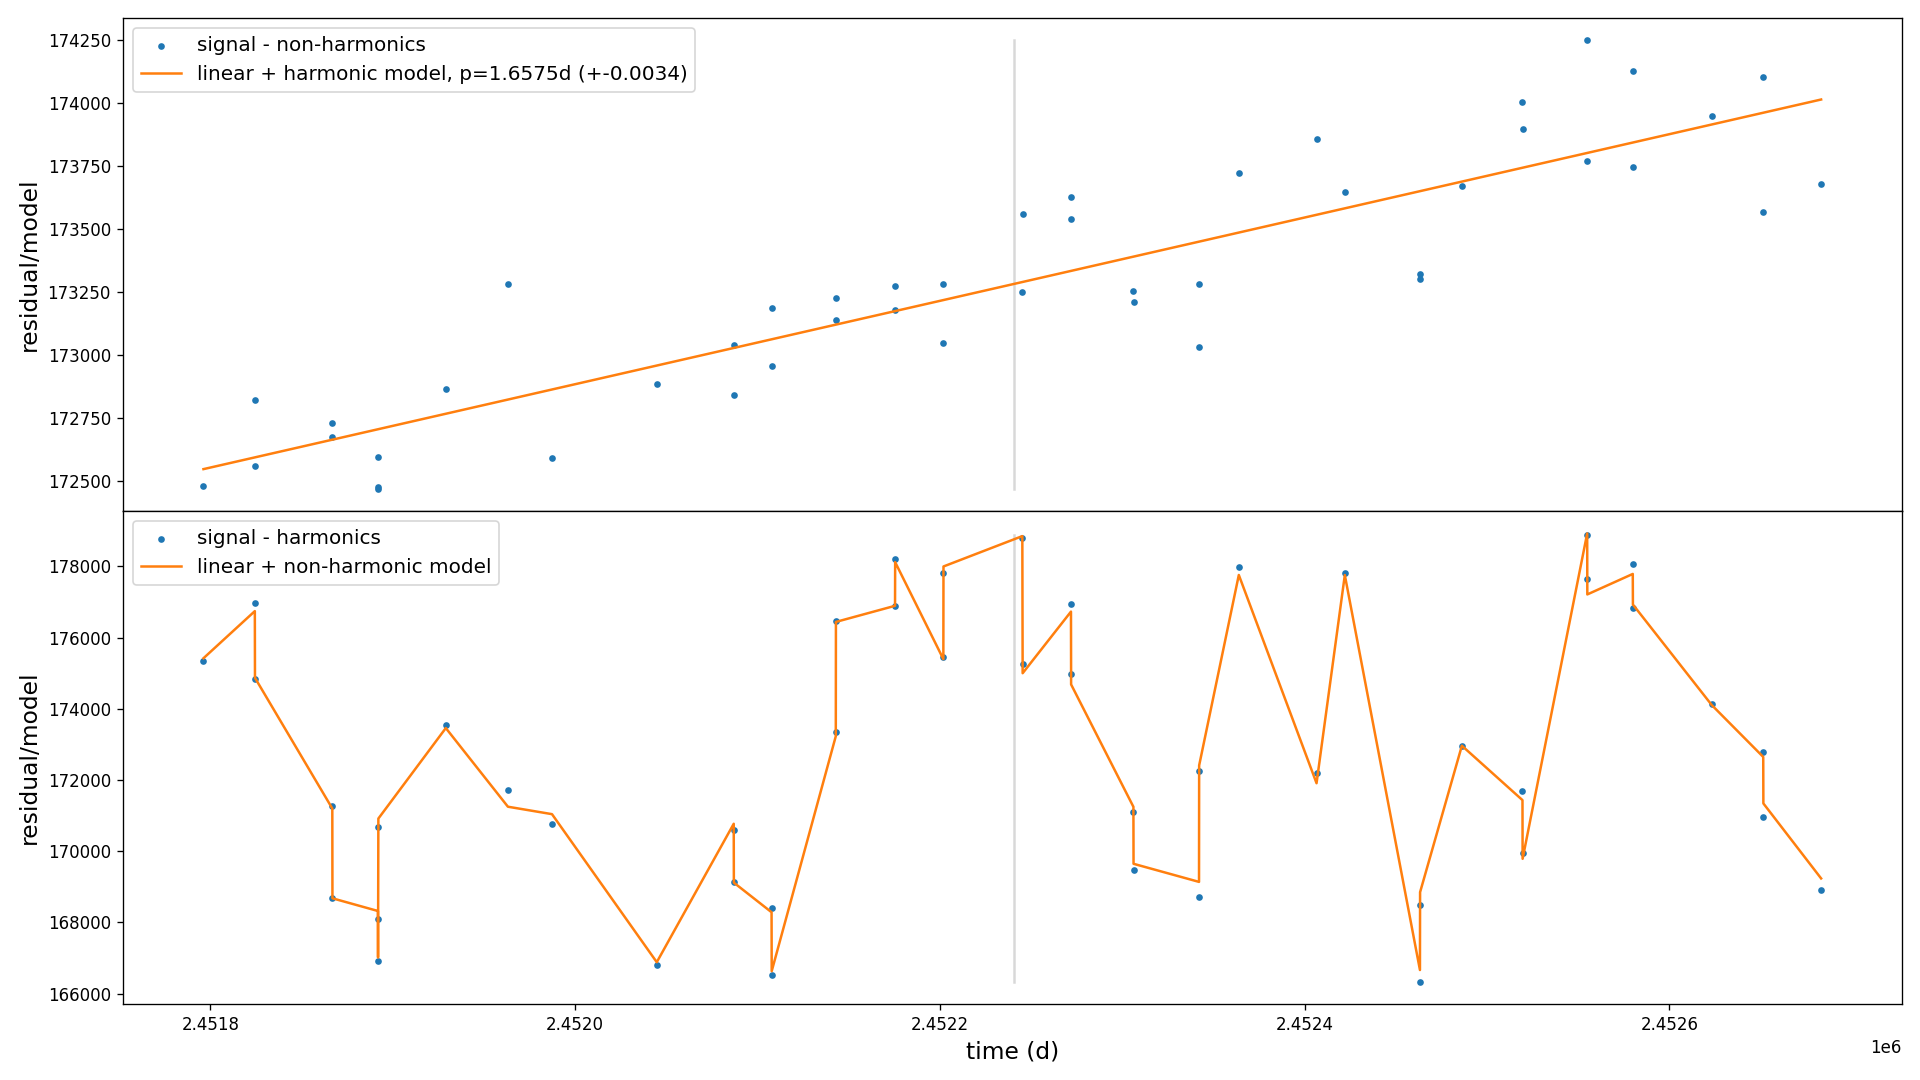 174250
174000
173750
173500
173250
173000
172750
172500
residual/model
signal - non-harmonics
linear + harmonic model, p=1.6575d (+-0.0034)
178000
176000
174000
172000
170000
168000
166000
residual/model
signal - harmonics
linear + non-harmonic model
2.4518
2.4520
2.4522
2.4524
2.4526
1e6
time (d)